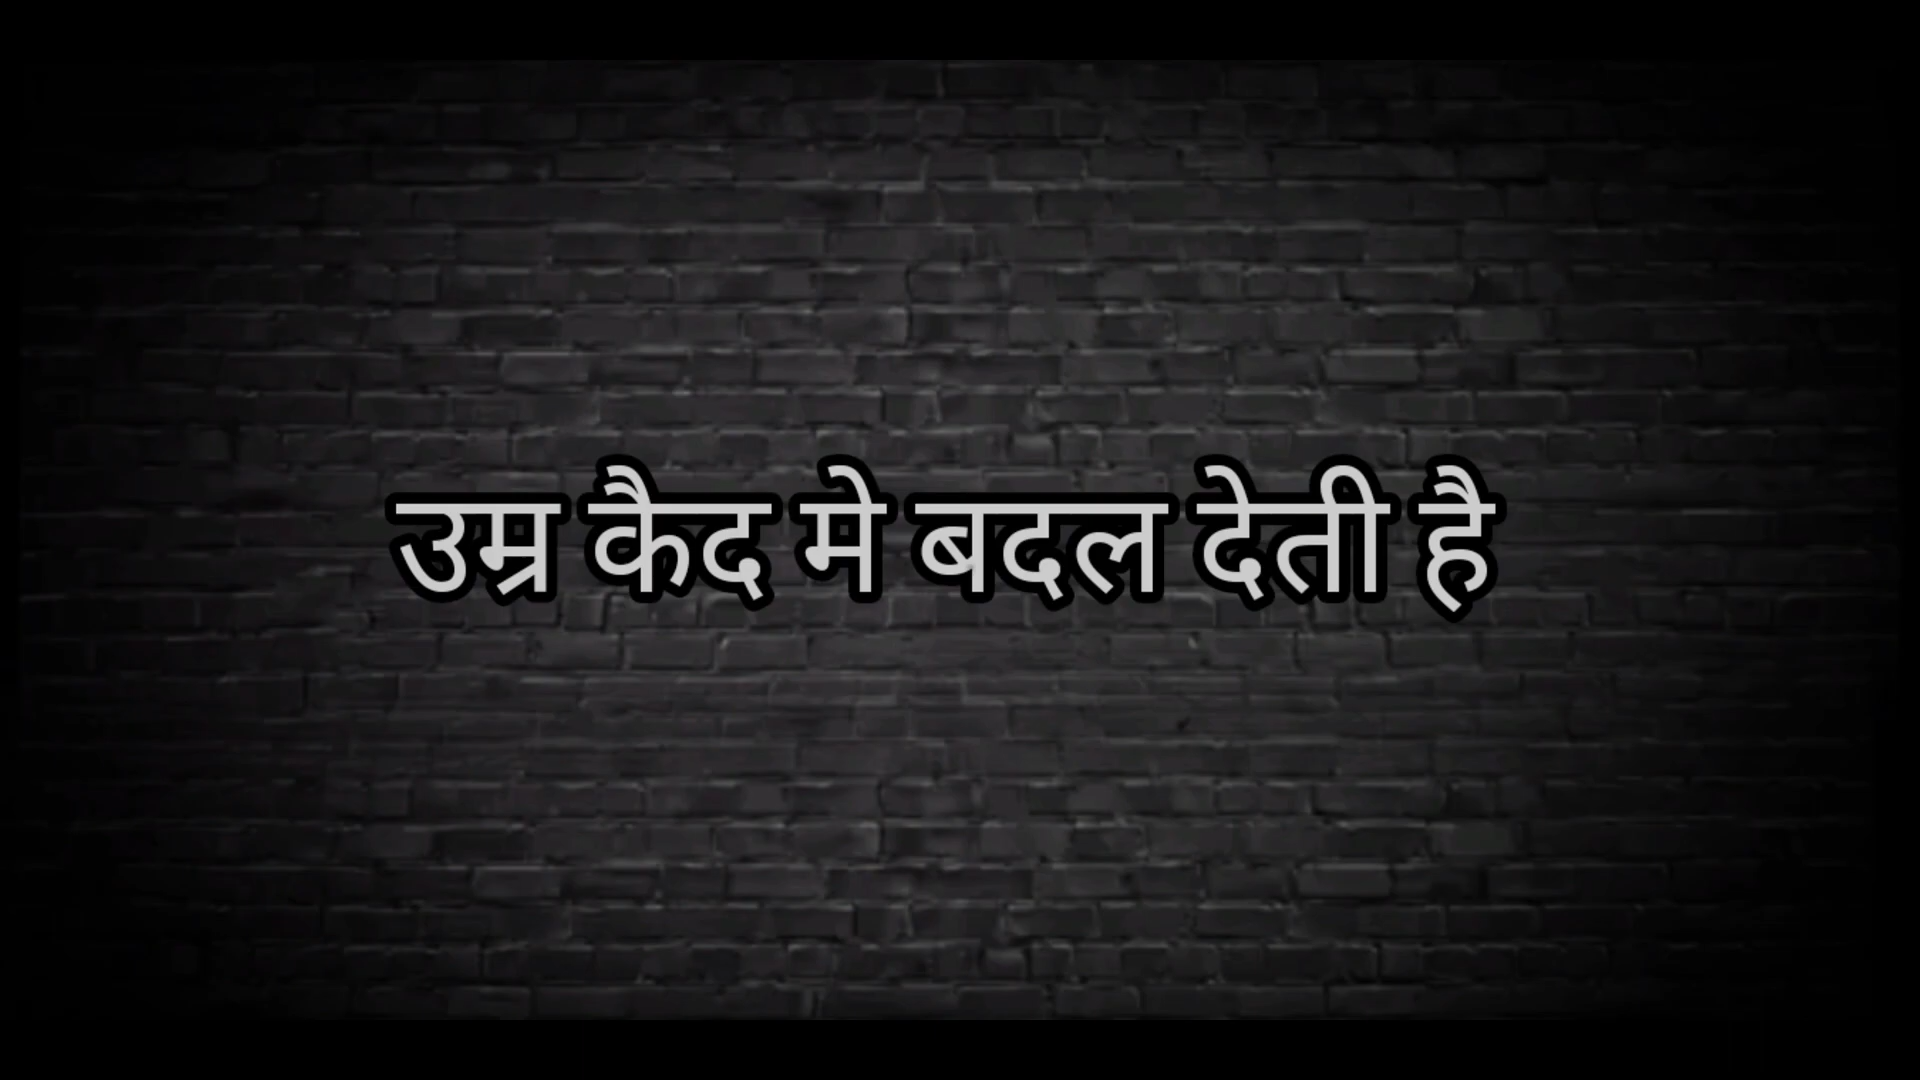 उम्र कैद मे बदल देती है